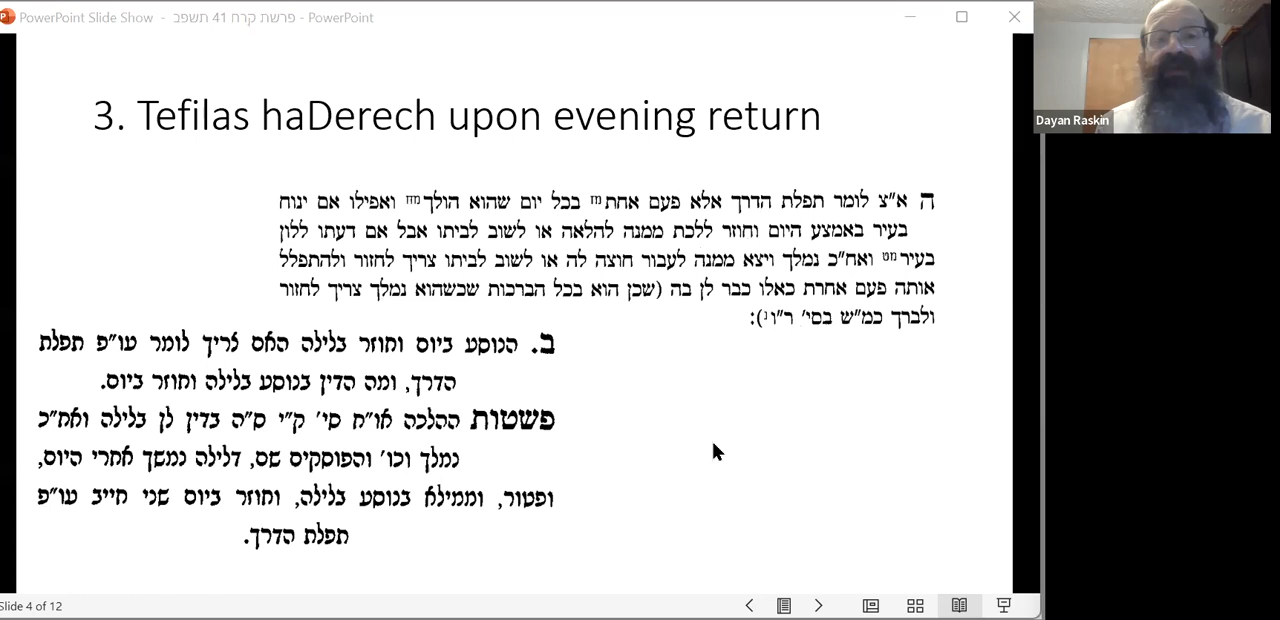 PowerPoint Slide Show - פרשת קרח 41 תשפב - PowerPoint
Dayan Raskin
3. Tefilas haDerech upon evening return
ה א"צ לומר תפלת הדרך אלא פעם אחת מז בכל יום שהוא הולך מח ואפילו אם ינוח
בעיר באמצע היום וחוזר ללכת ממנה להלאה או לשוב לביתו אבל אם דעתו ללון
בעיר מט ואח"כ נמלך ויצא ממנה לעבור חוצה לה או לשוב לביתו צריך לחזור ולהתפלל
אותה פעם אחרת כאלו כבר לן בה (שכן הוא בכל הברכות שכשהוא נמלך צריך לחזור
ולברך כמ"ש בסי' ר"ו נ):
ב. הנוסע ביום וחוזר בלילה האם צריך לומר עו"פ תפלת
הדרך, ומה הדין בנוסע בלילה וחוזר ביום.
פשטות ההלכה או"ח סי' ק"י ס"ה בדין לן בלילה ואח"כ
נמלך וכו' והפוסקים שם, דלילה נמשך אחרי היום,
ופטור, וממילא בנוסע בלילה, וחוזר ביום שני חייב עו"פ
תפלת הדרך.
Slide 4 of 12